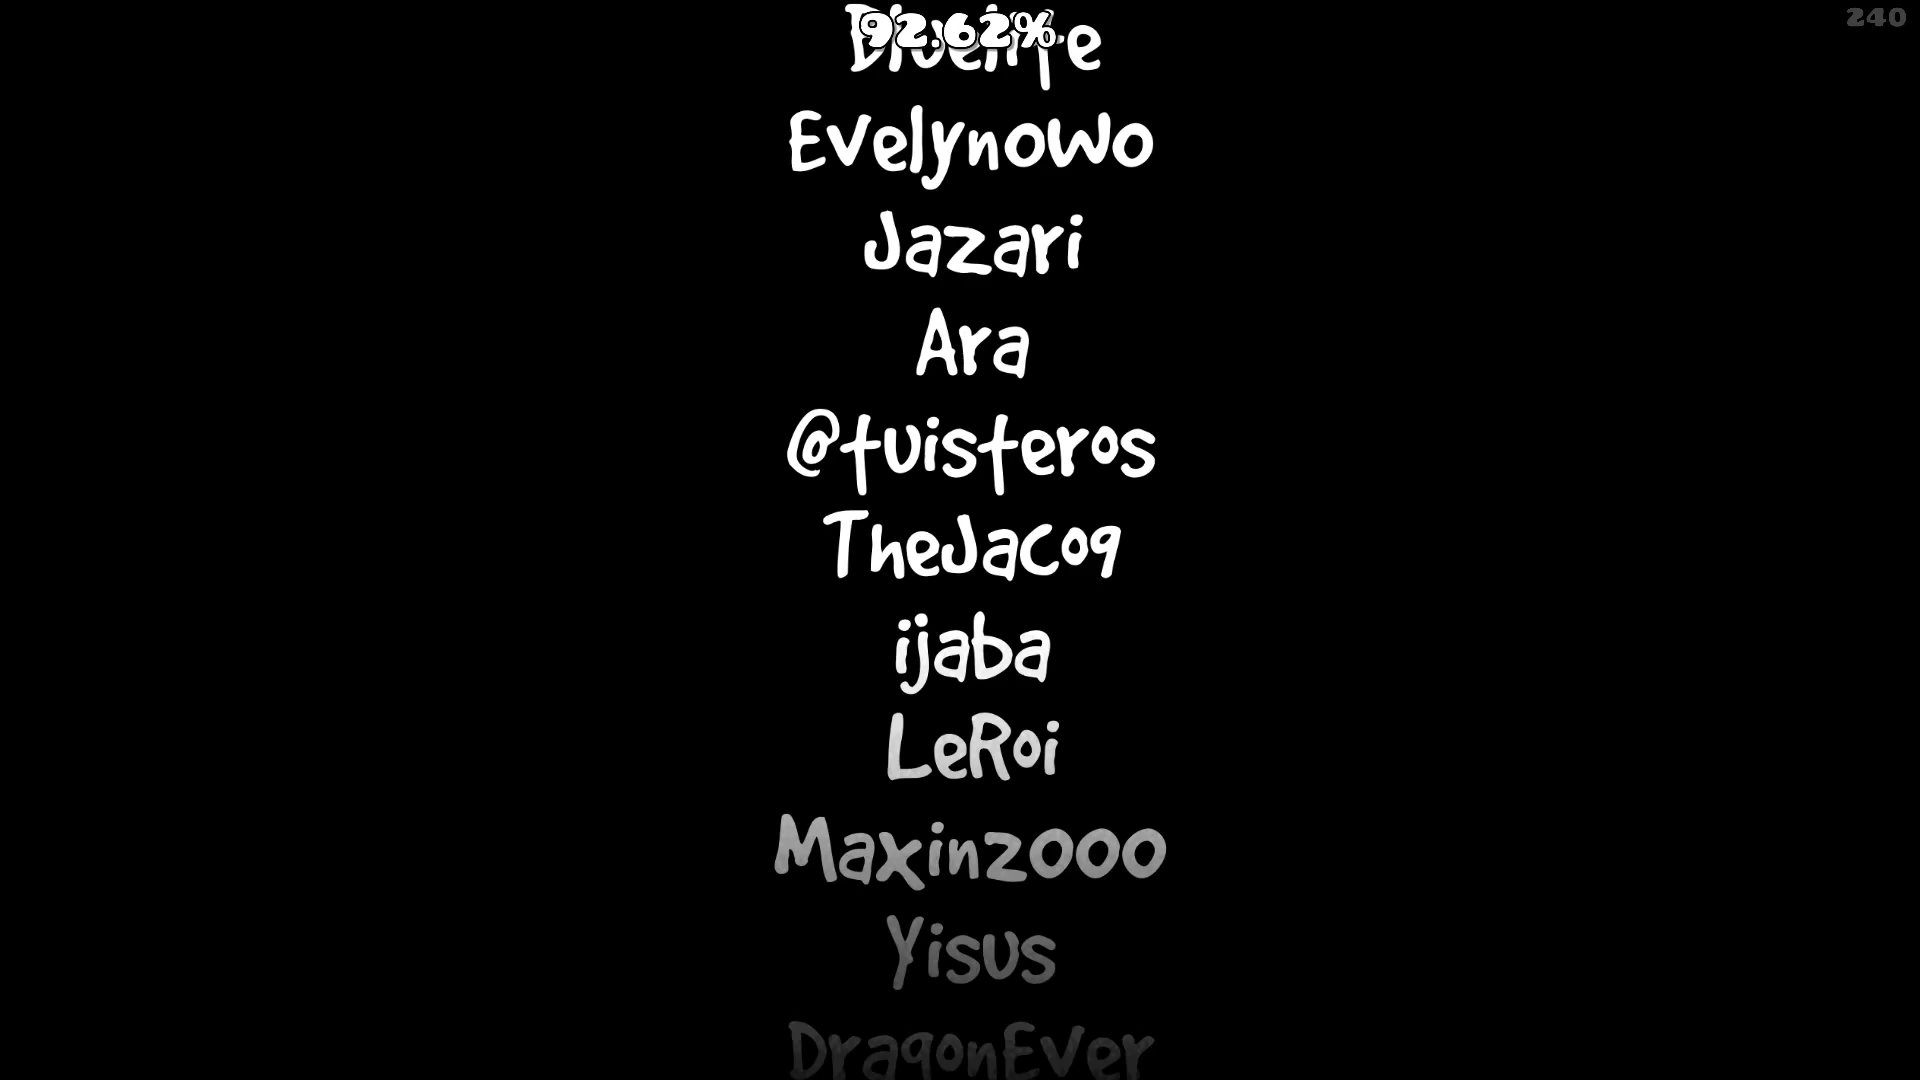 92.62%
240
EvelynOwO
Jazari
Ara
@tuisteros
TheJaco9
ijaba
LeRoi
Maxin2000
Yisus
DragonEver